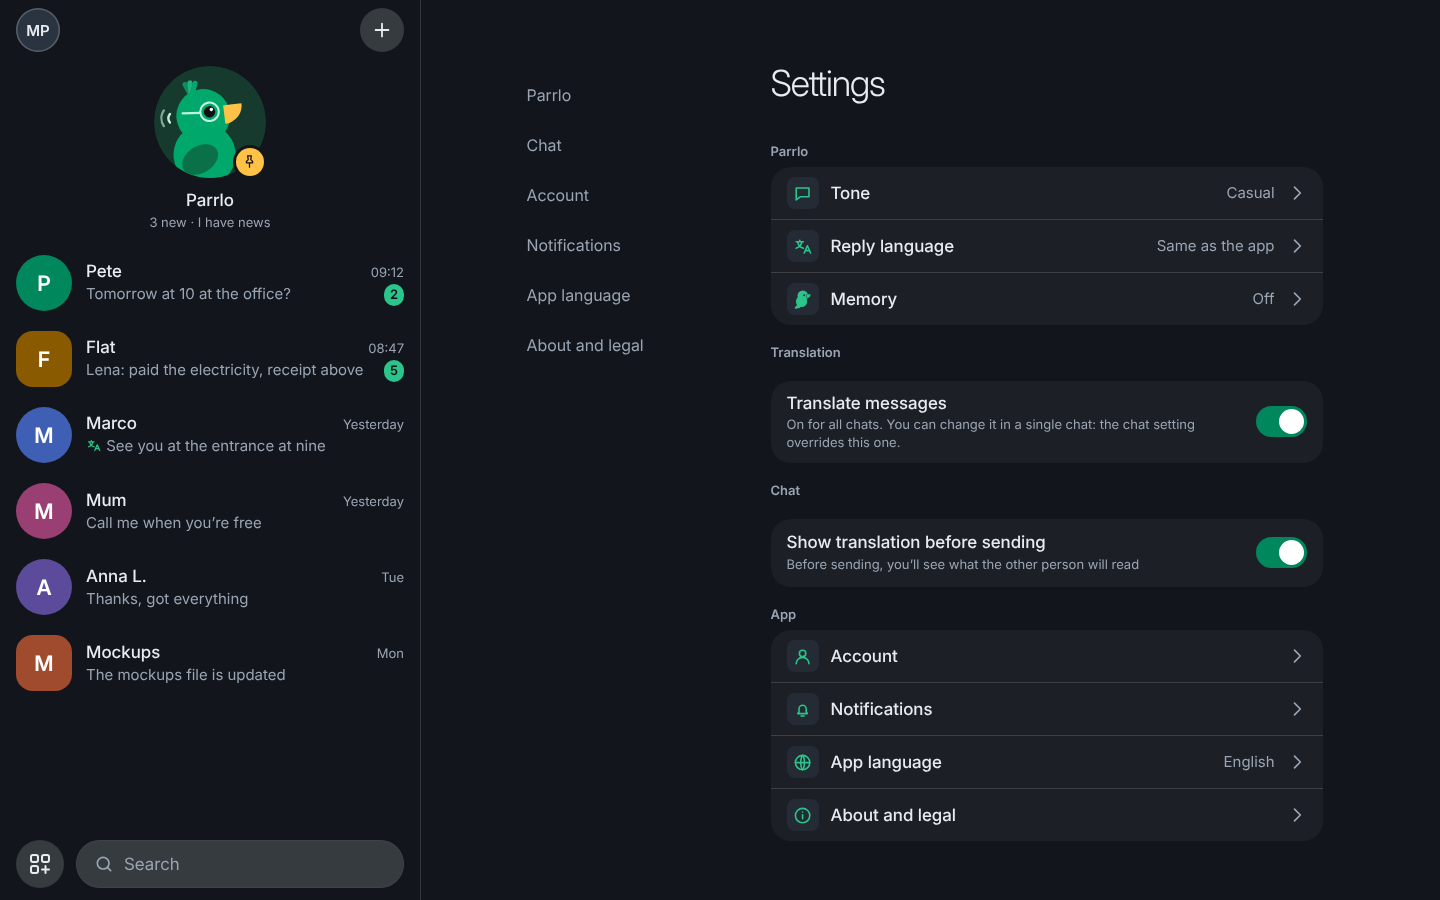 MP
Parrlo
3 new · I have news
P
Pete
09:12
Tomorrow at 10 at the office?
2
F
Flat
08:47
Lena: paid the electricity, receipt above
5
M
Marco
Yesterday
See you at the entrance at nine
M
Mum
Yesterday
Call me when you’re free
A
Anna L.
Tue
Thanks, got everything
M
Mockups
Mon
The mockups file is updated
Search
Parrlo
Chat
Account
Notifications
App language
About and legal
Settings
Parrlo
Tone
Casual
Reply language
Same as the app
Memory
Off
Translation
Translate messages
On for all chats. You can change it in a single chat: the chat setting
overrides this one.
Chat
Show translation before sending
Before sending, you’ll see what the other person will read
App
Account
Notifications
App language
English
About and legal